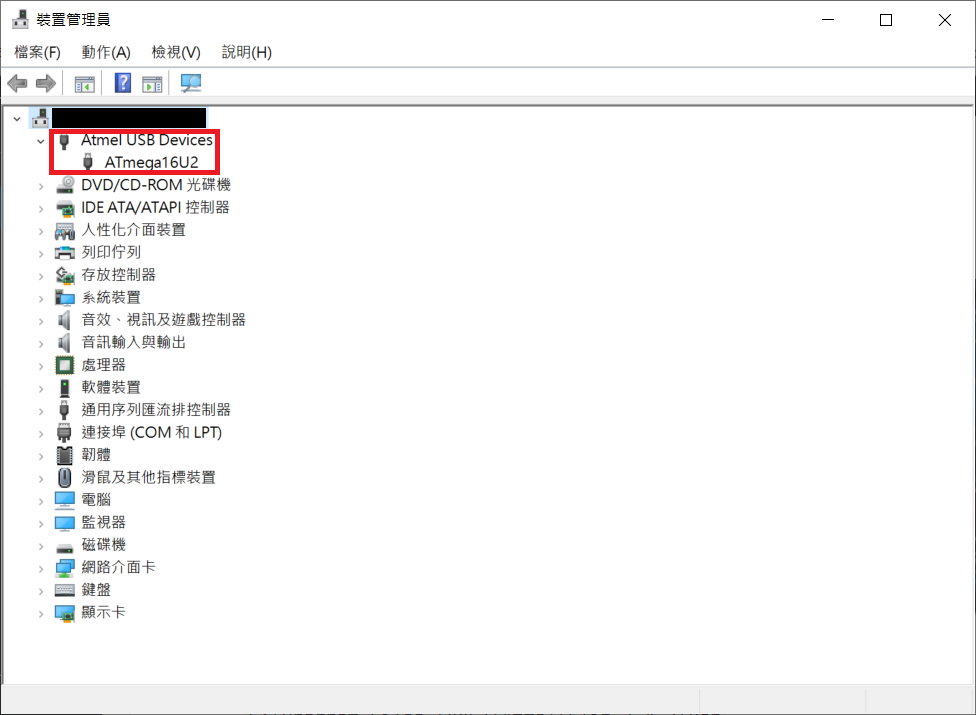 裝置管理員
檔案(F) 動作(A) 檢視(V) 說明(H)
Atmel USB Devices
ATmega16U2
DVD/CD-ROM 光碟機
IDE ATA/ATAPI 控制器
人性化介面裝置
列印佇列
存放控制器
系統裝置
音效、視訊及遊戲控制器
音訊輸入與輸出
處理器
軟體裝置
通用序列匯流排控制器
連接埠 (COM 和 LPT)
韌體
滑鼠及其他指標裝置
電腦
監視器
磁碟機
網路介面卡
鍵盤
顯示卡